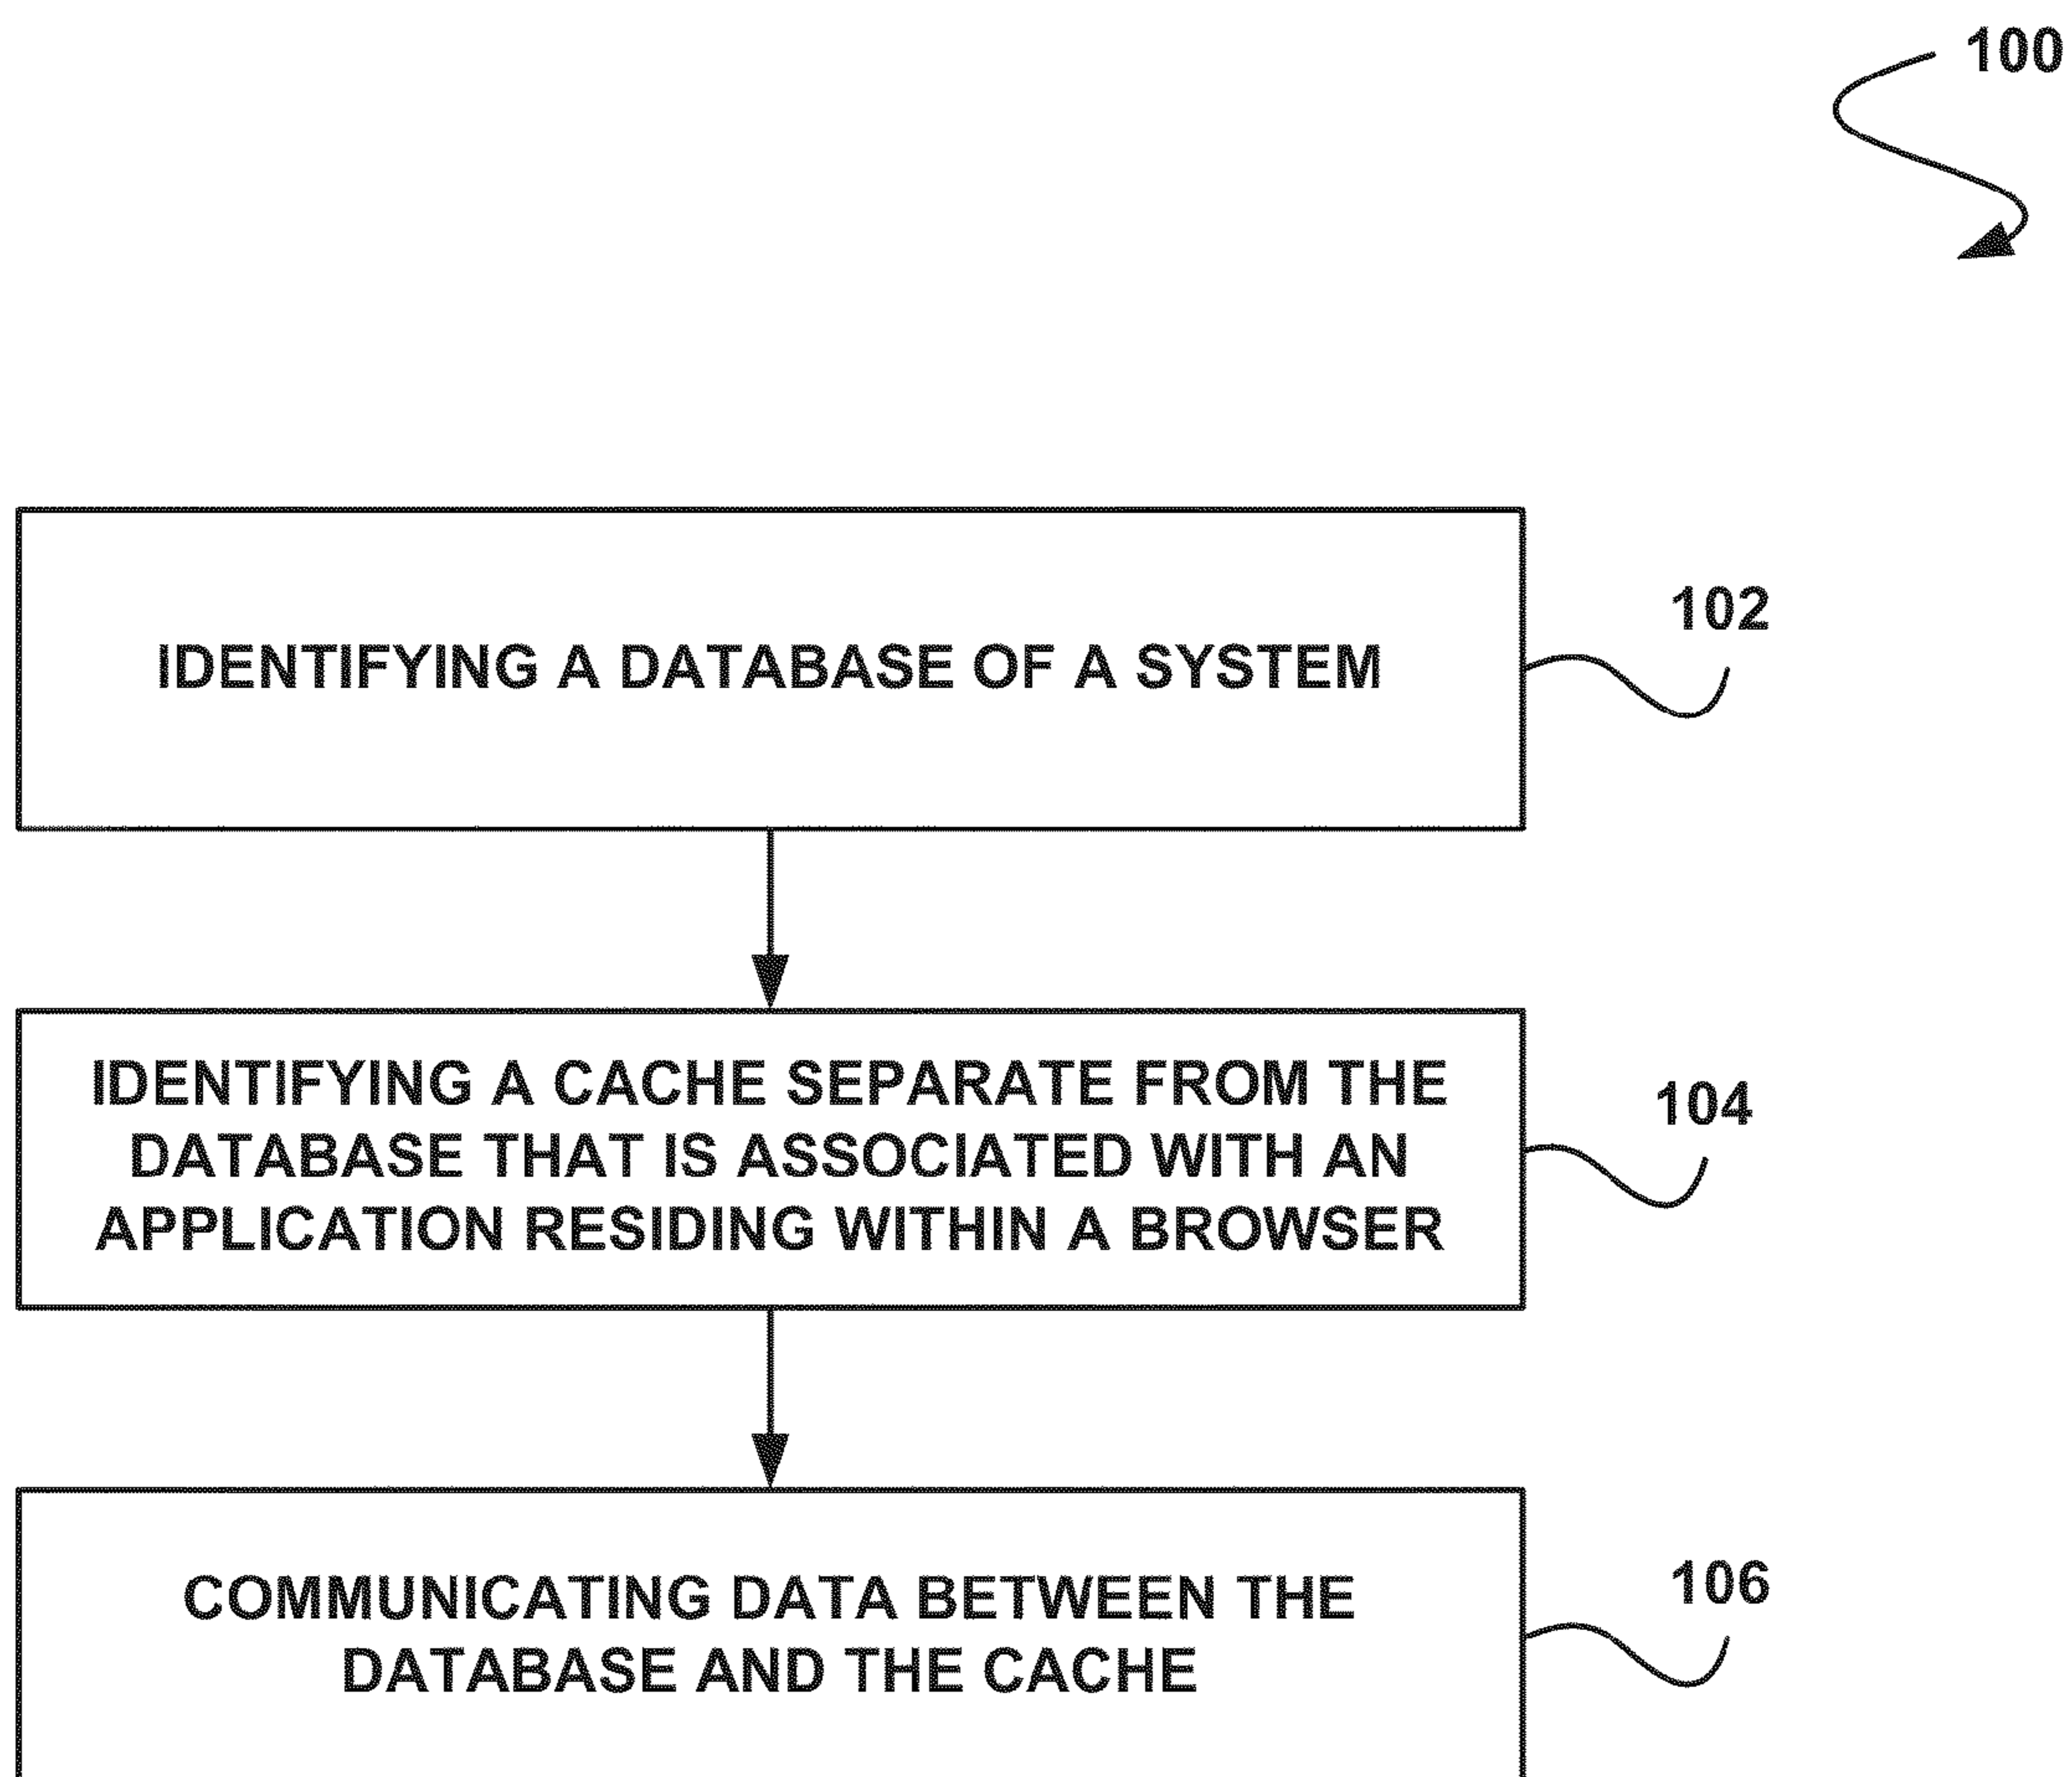 100
IDENTIFYING A DATABASE OF A SYSTEM
102
IDENTIFYING A CACHE SEPARATE FROM THE
DATABASE THAT IS ASSOCIATED WITH AN
APPLICATION RESIDING WITHIN A BROWSER
104
COMMUNICATING DATA BETWEEN THE
DATABASE AND THE CACHE
106